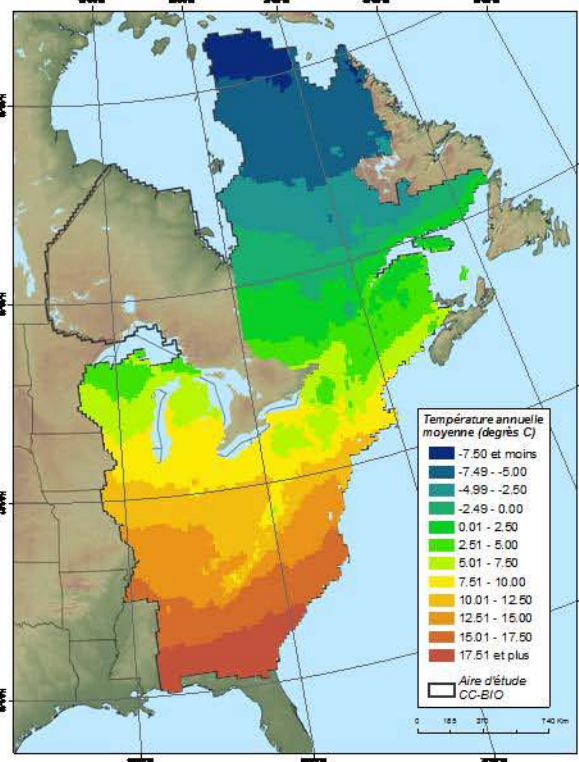 Température annuelle
moyenne (degrès C)
-7.50 et moins
-7.49 - -5.00
-4.99 - -2.50
-2.49 - 0.00
0.01 - 2.50
2.51 - 5.00
5.01 - 7.50
7.51 - 10.00
10.01 - 12.50
12.51 - 15.00
15.01 - 17.50
17.51 et plus
Aire d'étude
CC-BIO
0 185 370 740 Km